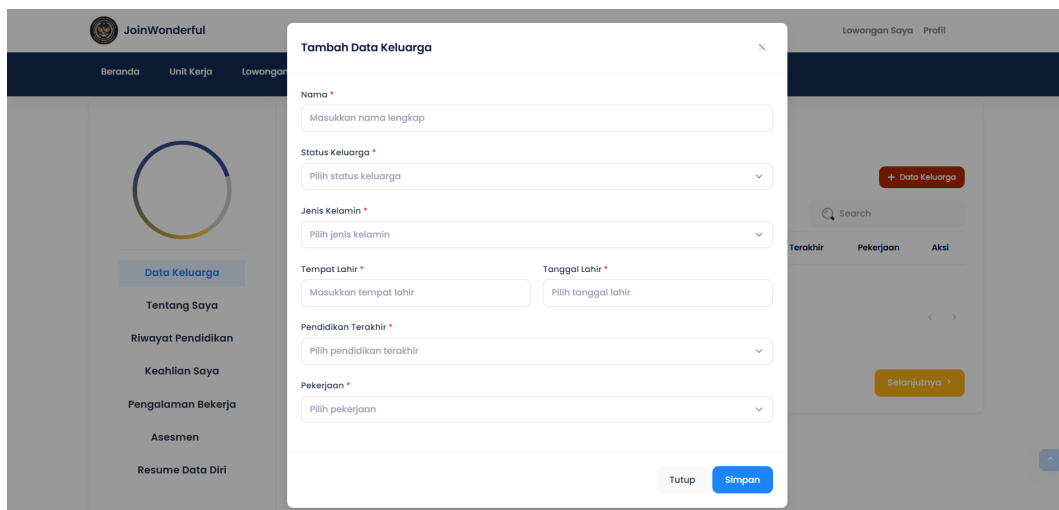 JoinWonderful
Lowongan Saya Profil
Beranda Unit Kerja Lowongan
Tambah Data Keluarga
Nama *
Masukkan nama lengkap
Status Keluarga *
Pilih status keluarga
+ Data Keluarga
Jenis Kelamin *
Search
Pilih jenis kelamin
Terakhir Pekerjaan Aksi
Tempat Lahir * Tanggal Lahir *
Data Keluarga
Masukkan tempat lahir Pilih tanggal lahir
Tentang Saya
Pendidikan Terakhir *
Riwayat Pendidikan
Pilih pendidikan terakhir
Keahlian Saya
Selanjutnya
Pekerjaan *
Pengalaman Bekerja
Pilih pekerjaan
Asesmen
Resume Data Diri
Tutup Simpan